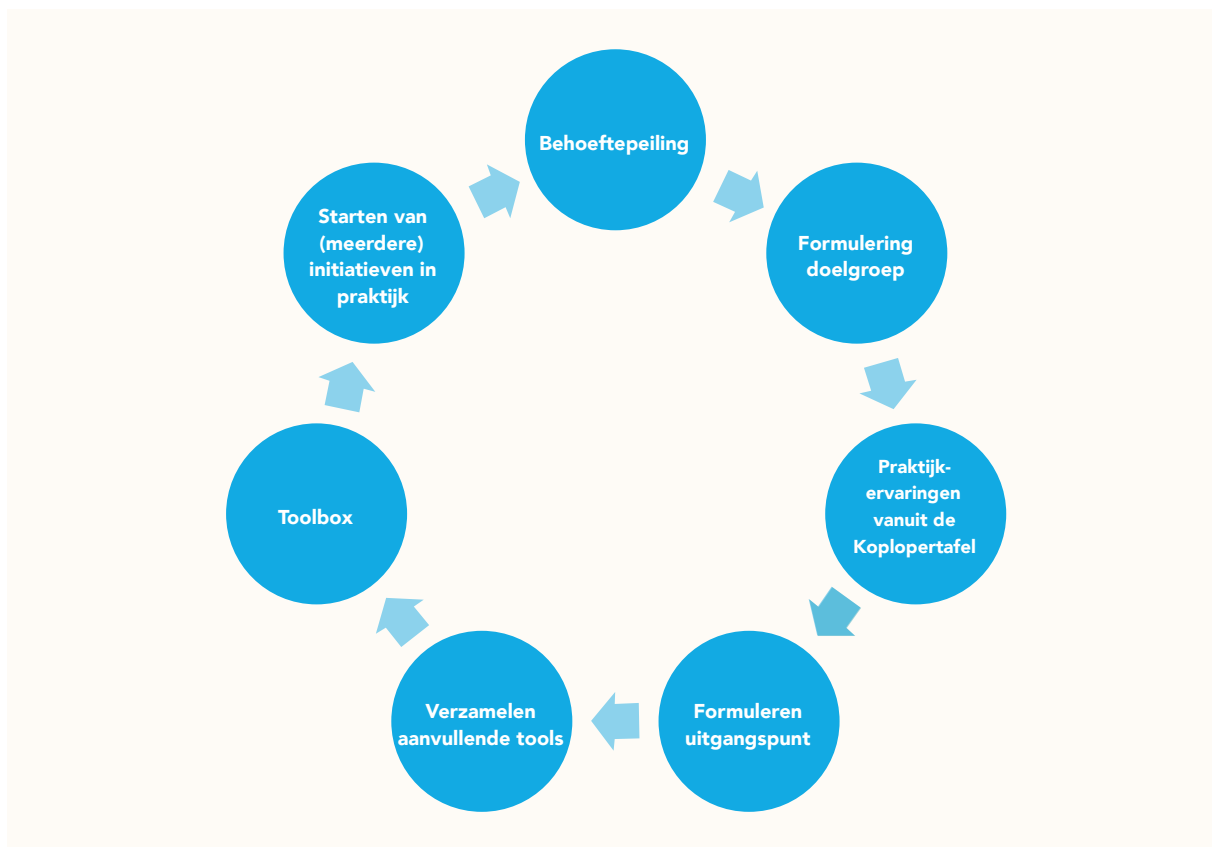 Behoeftepeiling
Formulering
doelgroep
Praktijk-
ervaringen
vanuit de
Koplopertafel
Formuleren
uitgangspunt
Verzamelen
aanvullende tools
Toolbox
Starten van
(meerdere)
initiatieven in
praktijk